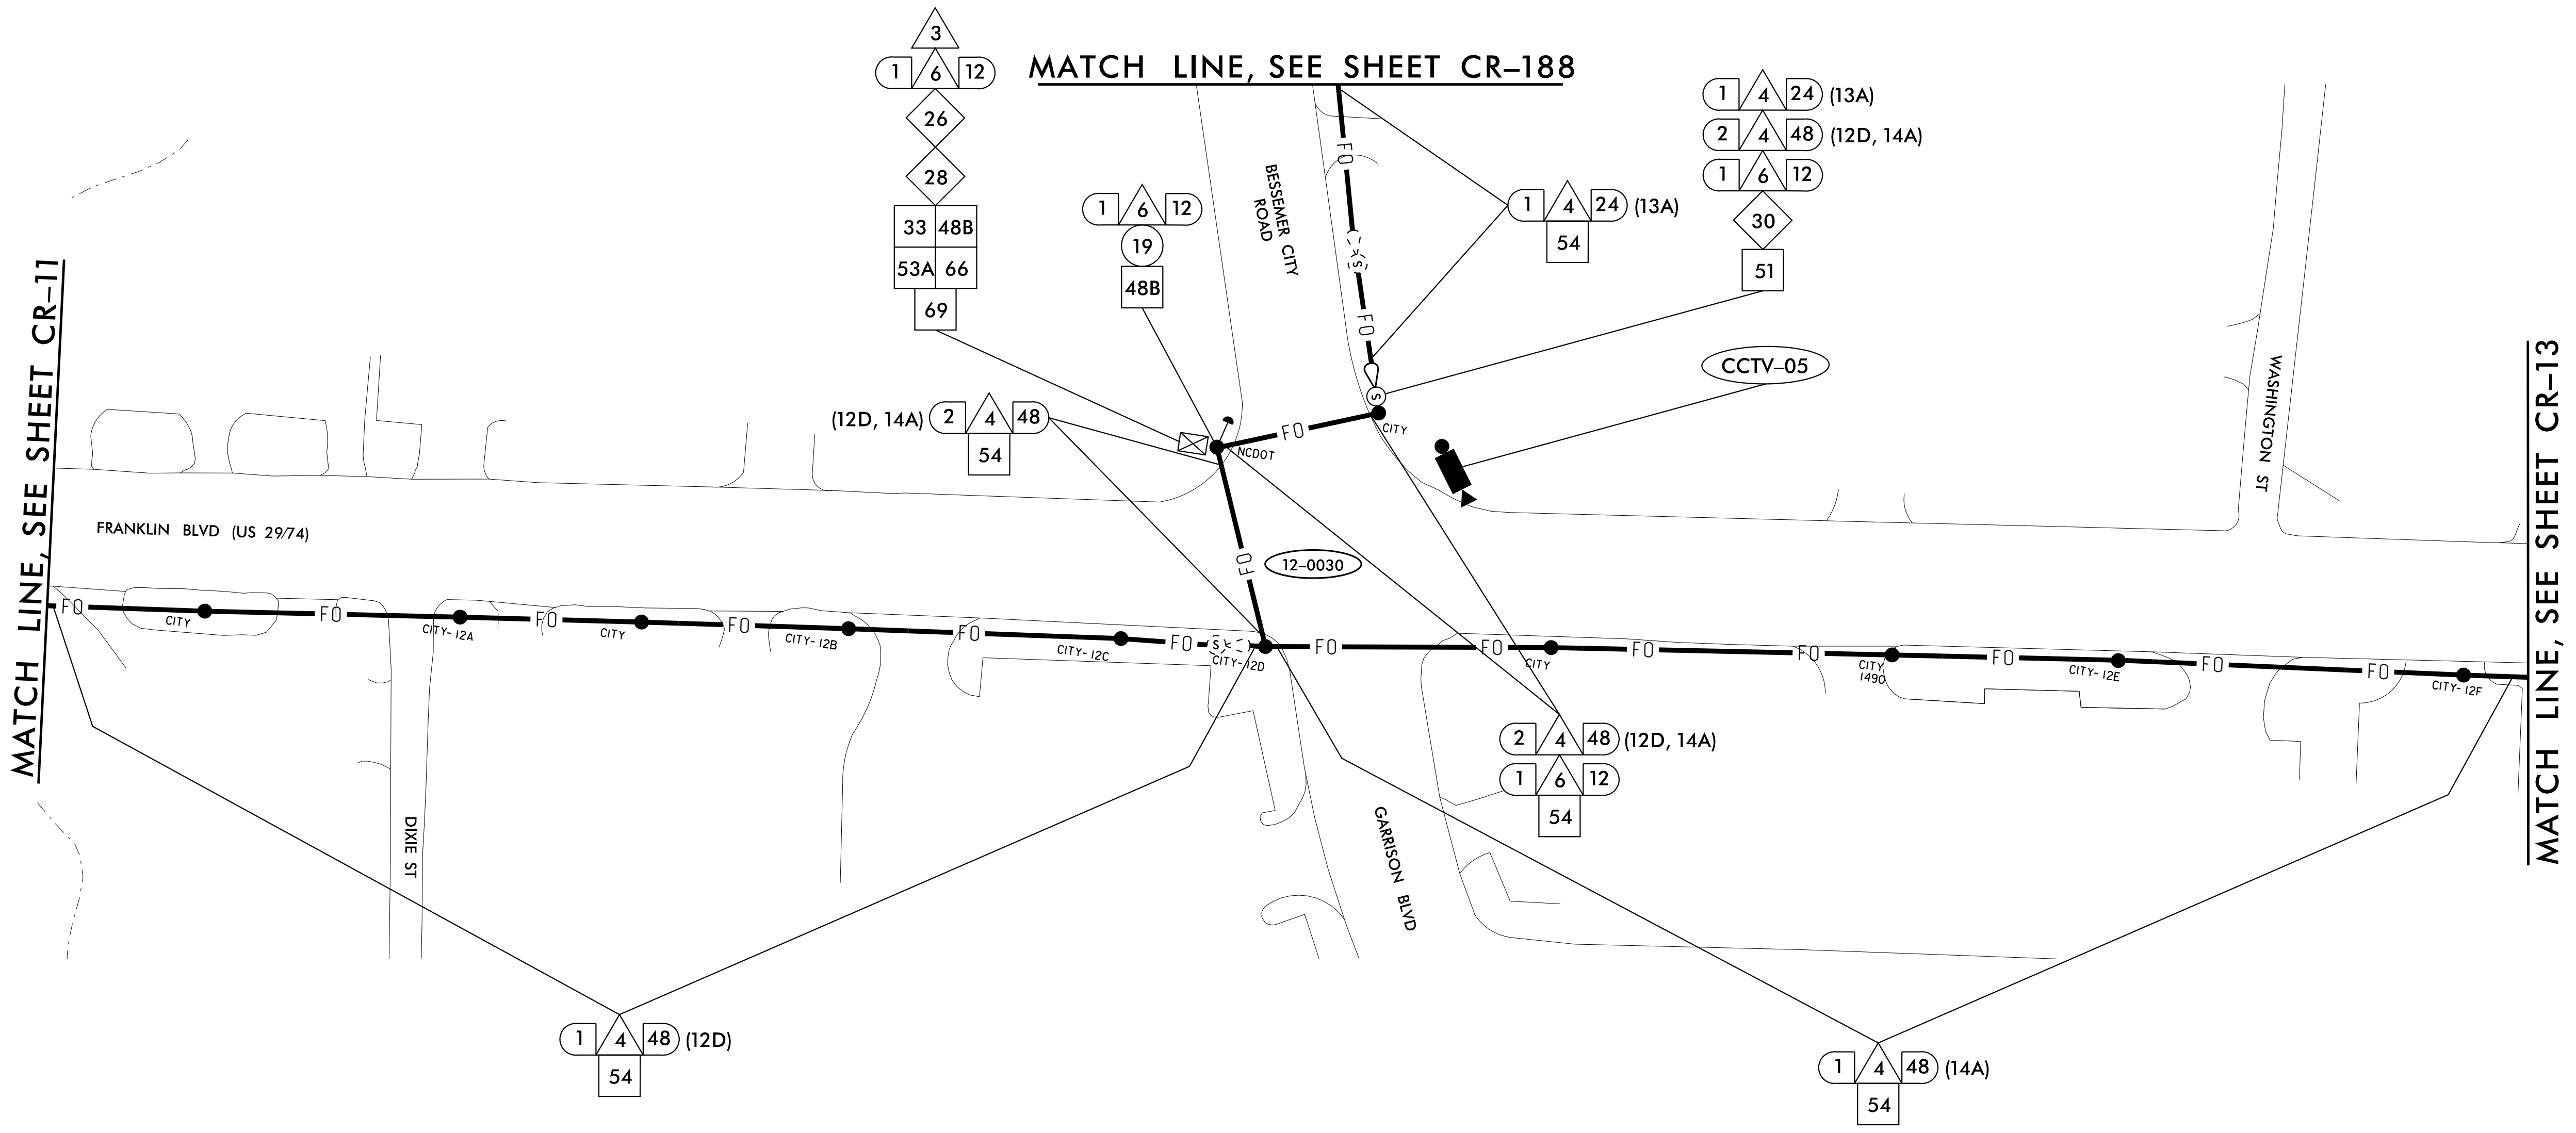 MATCH LINE, SEE SHEET CR–188
3
1 6 12
26
28
33 48B
53A 66
69
1 6 12
19
48B
BESSEMER CITY
ROAD
FO
S
FO
1 4 24 (13A)
54
1 4 24 (13A)
2 4 48 (12D, 14A)
1 6 12
30
51
CCTV–05
MATCH LINE, SEE SHEET CR–11
MATCH LINE, SEE SHEET CR–13
WASHINGTON ST
(12D, 14A) 2 4 48
54
S
CITY
FO
NCDOT
FRANKLIN BLVD (US 29/74)
FO
12–0030
FO CITY FO CITY-12A FO CITY FO CITY-12B FO CITY-12C FO S CITY-12D FO FO CITY FO FO CITY
1490 FO CITY-12E FO FO CITY-12F
2 4 48 (12D, 14A)
1 6 12
54
DIXIE ST
GARRISON BLVD
1 4 48 (12D)
54
1 4 48 (14A)
54